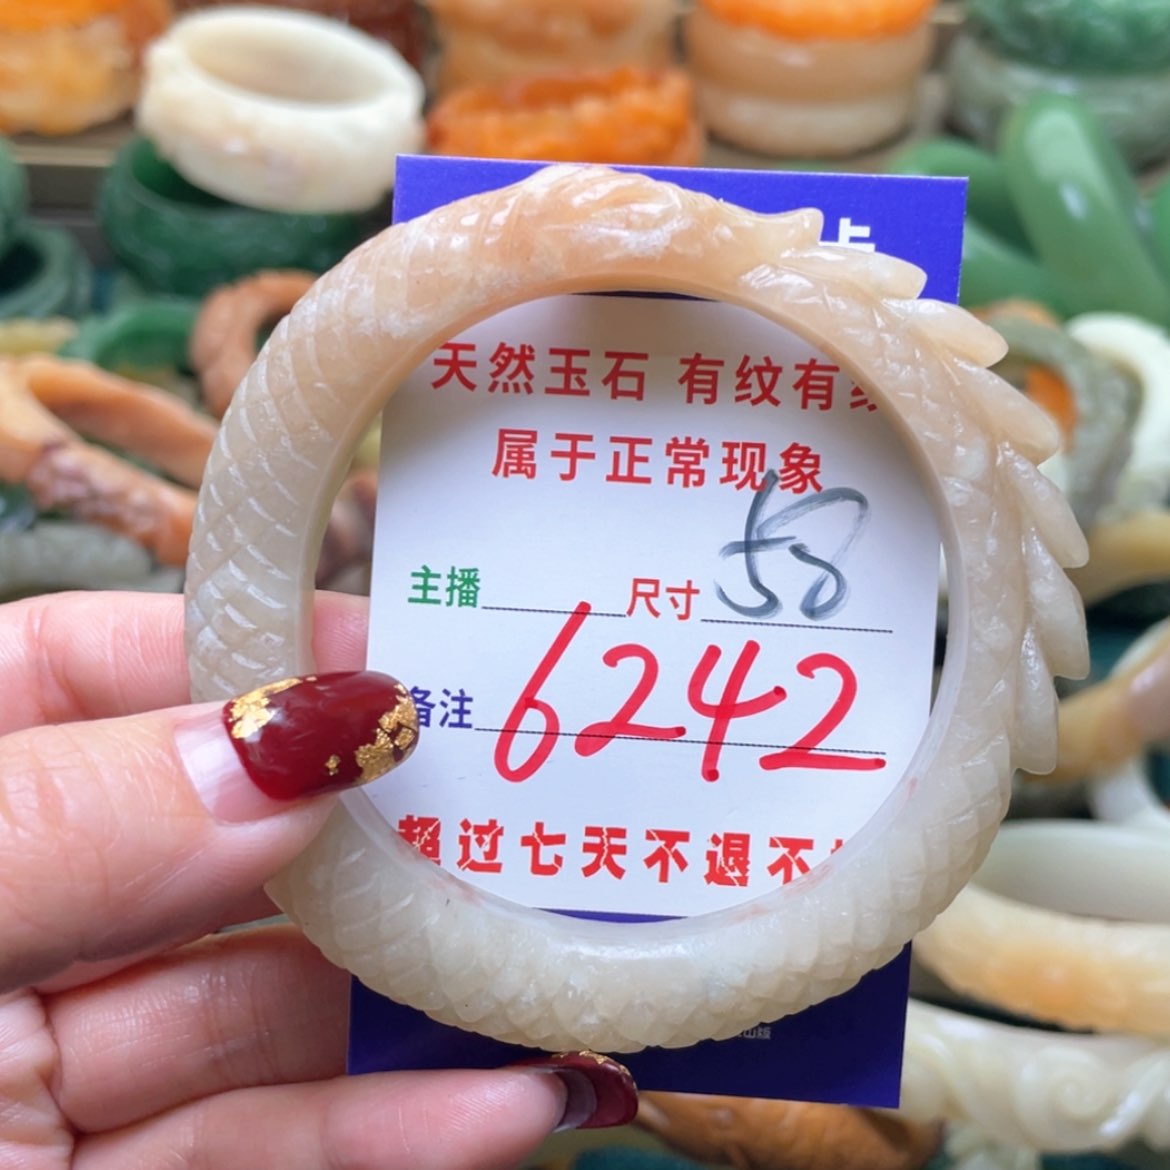 天然玉石 有纹有
属于正常现象
主播 尺寸 58
备注 6242
超过七天不退不